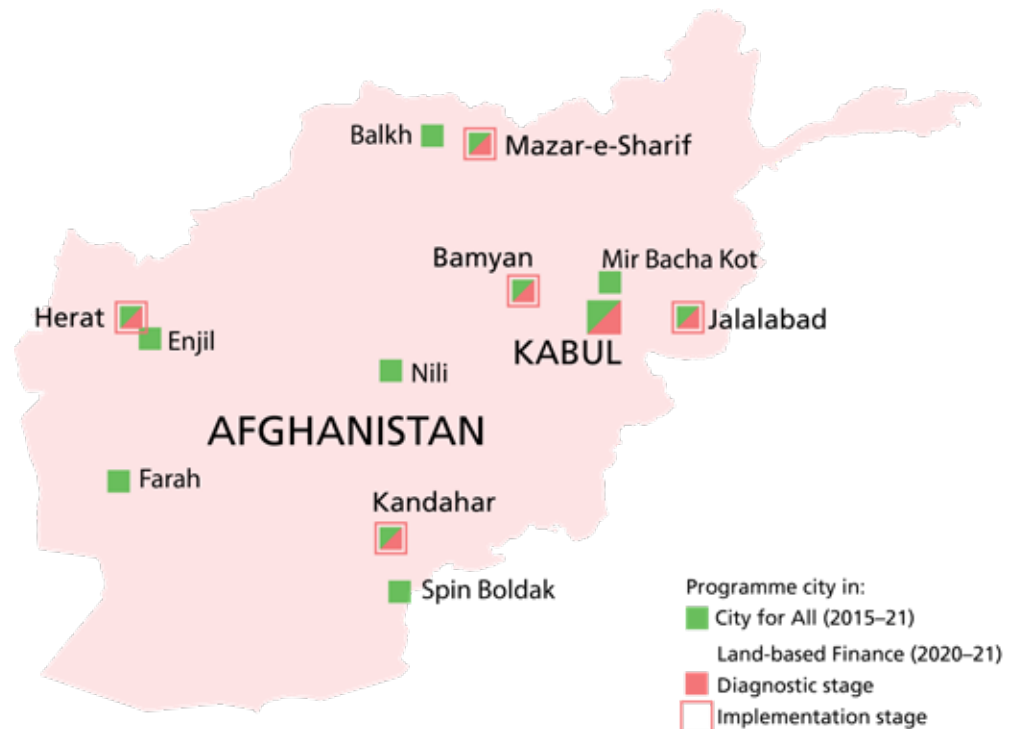 Balkh
Mazar-e-Sharif
Bamyan
Mir Bacha Kot
Herat
Jalalabad
Enjil
KABUL
Nili
AFGHANISTAN
Farah
Kandahar
Spin Boldak
Programme city in:
City for All (2015–21)
Land-based Finance (2020–21)
Diagnostic stage
Implementation stage